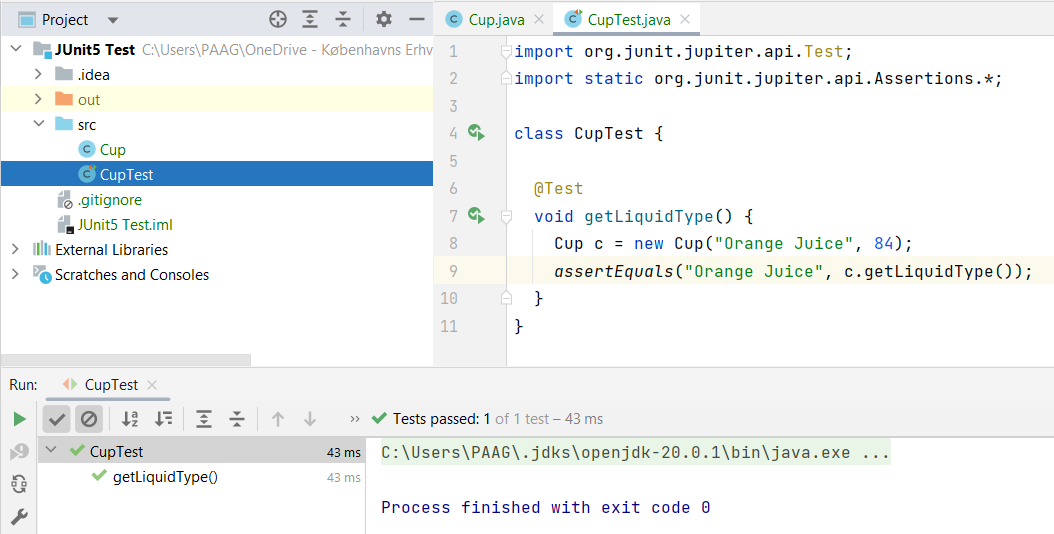 Project
JUnit5 Test C:\Users\PAAG\OneDrive - Københavns Erhv
.idea
out
src
Cup
CupTest
.gitignore
JUnit5 Test.iml
External Libraries
Scratches and Consoles
Cup.java
CupTest.java
1 import org.junit.jupiter.api.Test;
2 import static org.junit.jupiter.api.Assertions.*;
3
4 class CupTest {
5
6 @Test
7 void getLiquidType() {
8 Cup c = new Cup("Orange Juice", 84);
9 assertEquals("Orange Juice", c.getLiquidType());
10 }
11 }
Run: CupTest
Tests passed: 1 of 1 test – 43 ms
CupTest 43 ms
getLiquidType() 43 ms
C:\Users\PAAG\.jdks\openjdk-20.0.1\bin\java.exe ...
Process finished with exit code 0